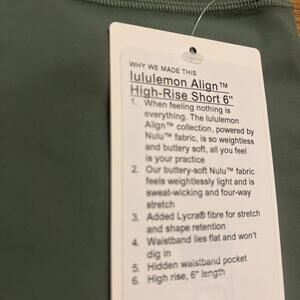 WHY WE MADE THIS
lululemon Align™
High-Rise Short 6"
1. When feeling nothing is
everything. The lululemon
Align™ collection, powered by
Nulu™ fabric, is so weightless
and buttery soft, all you feel
is your practice
2. Our buttery-soft Nulu™ fabric
feels weightlessly light and is
sweat-wicking and four-way
stretch
3. Added Lycra® fibre for stretch
and shape retention
4. Waistband lies flat and won't
dig in
5. Hidden waistband pocket
6. High rise, 6" length